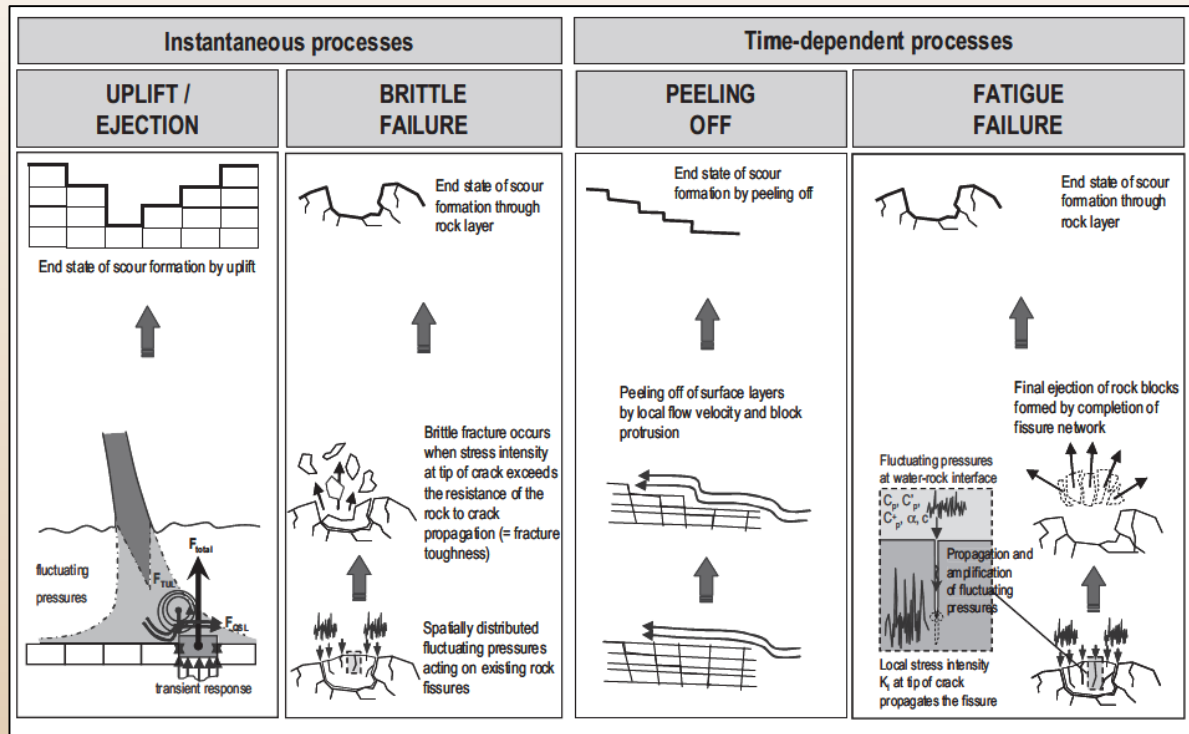 Instantaneous processes
Time-dependent processes
UPLIFT /
EJECTION
BRITTLE
FAILURE
PEELING
OFF
FATIGUE
FAILURE
End state of scour formation by uplift
fluctuating
pressures
F total
F TUL
F QSL
transient response
End state of scour
formation through
rock layer
Brittle fracture occurs
when stress intensity
at tip of crack exceeds
the resistance of the
rock to crack
propagation (= fracture
toughness)
Spatially distributed
fluctuating pressures
acting on existing rock
fissures
End state of scour
formation by peeling off
Peeling off of surface layers
by local flow velocity and block
protrusion
End state of scour
formation through
rock layer
Final ejection of rock blocks
formed by completion of
fissure network
Fluctuating pressures
at water-rock interface
Cp, C'p,
C+p, α, c
Propagation and
amplification
of fluctuating
pressures
Local stress intensity
KI at tip of crack
propagates the fissure